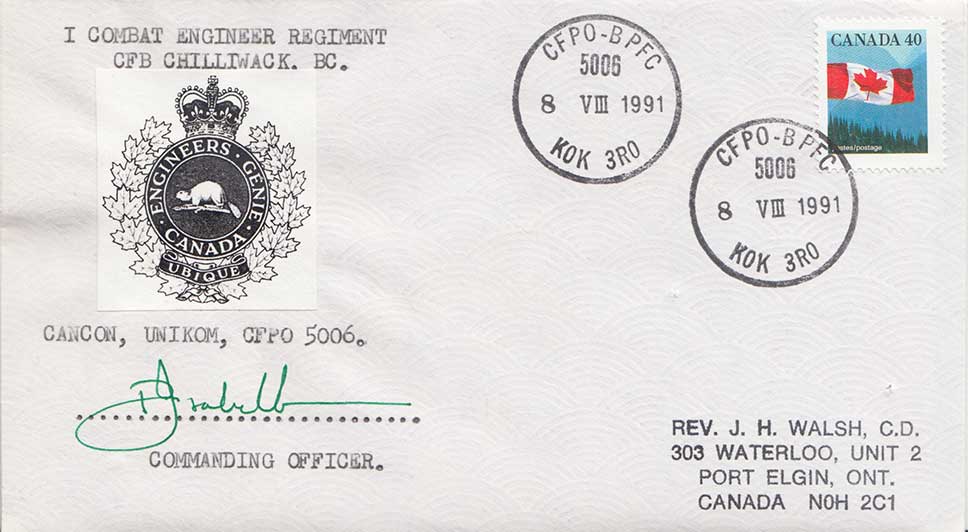 I COMBAT ENGINEER REGIMENT
CFB CHILLIWACK. BC.
ENGINEERS · GENIE
· CANADA ·
UBIQUE
CANCON, UNIKOM, CFPO 5006.
COMMANDING OFFICER.
CFPO-BPFC
5006
8 VIII 1991
KOK 3RO
CFPO-BPFC
5006
8 VIII 1991
KOK 3RO
CANADA 40
postes/postage
REV. J. H. WALSH, C.D.
303 WATERLOO, UNIT 2
PORT ELGIN, ONT.
CANADA N0H 2C1